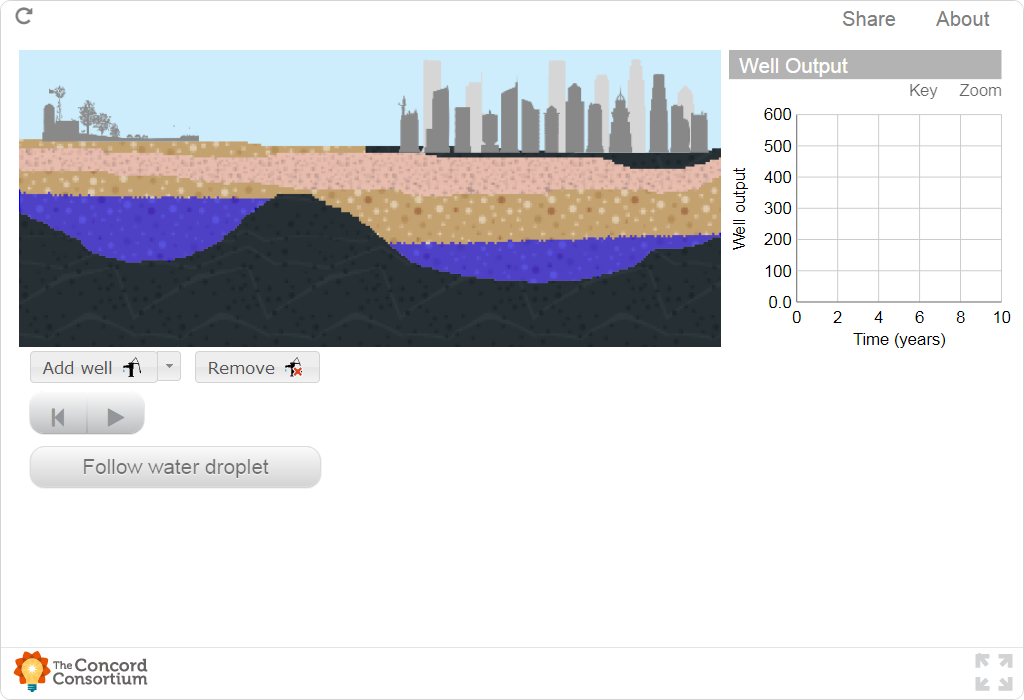 Share About
Well Output
Key Zoom
600
500
400
300
200
100
0.0
Well output
0 2 4 6 8 10
Time (years)
Add well
Remove
Follow water droplet
The Concord
Consortium